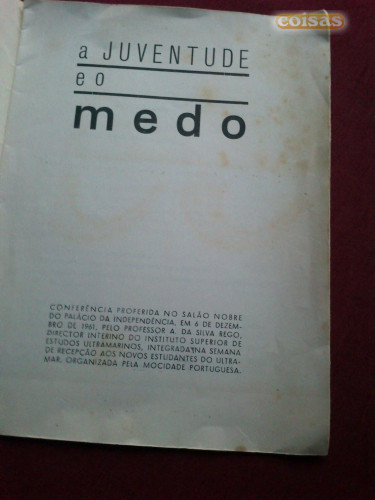 coisas
a JUVENTUDE
e o
medo
CONFERÊNCIA PROFERIDA NO SALÃO NOBRE
DO PALÁCIO DA INDEPENDÊNCIA, EM 6 DE DEZEM-
BRO DE 1961, PELO PROFESSOR A. DA SILVA REGO,
DIRECTOR INTERINO DO INSTITUTO SUPERIOR DE
ESTUDOS ULTRAMARINOS, INTEGRADA NA SEMANA
DE RECEPÇÃO AOS NOVOS ESTUDANTES DO ULTRA-
MAR, ORGANIZADA PELA MOCIDADE PORTUGUESA.